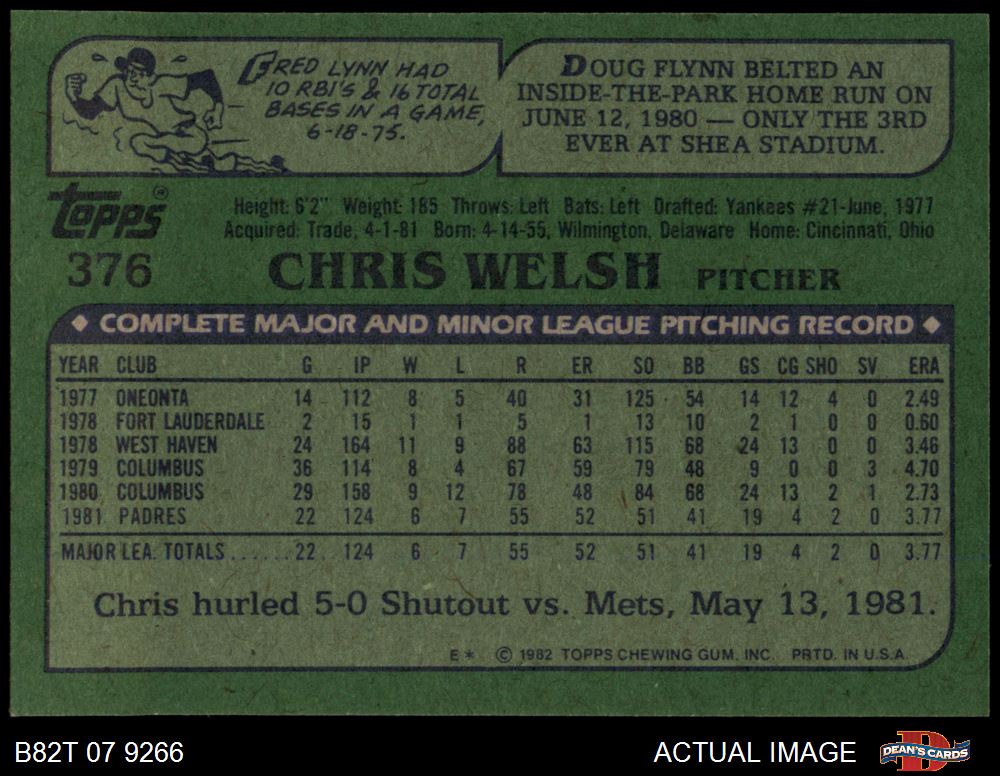 FRED LYNN HAD
10 RBI'S & 16 TOTAL
BASES IN A GAME,
6-18-75.
DOUG FLYNN BELTED AN
INSIDE-THE-PARK HOME RUN ON
JUNE 12, 1980 — ONLY THE 3RD
EVER AT SHEA STADIUM.
Topps®
Height: 6'2" Weight: 185 Throws: Left Bats: Left Drafted: Yankees #21-June, 1977
Acquired: Trade, 4-1-81 Born: 4-14-55, Wilmington, Delaware Home: Cincinnati, Ohio
376 CHRIS WELSH PITCHER
◆ COMPLETE MAJOR AND MINOR LEAGUE PITCHING RECORD ◆
YEAR CLUB G IP W L R ER SO BB GS CG SHO SV ERA
1977 ONEONTA 14 112 8 5 40 31 125 54 14 12 4 0 2.49
1978 FORT LAUDERDALE 2 15 1 1 5 1 13 10 2 1 0 0 0.60
1978 WEST HAVEN 24 164 11 9 88 63 115 68 24 13 0 0 3.46
1979 COLUMBUS 36 114 8 4 67 59 79 48 9 0 0 3 4.70
1980 COLUMBUS 29 158 9 12 78 48 84 68 24 13 2 1 2.73
1981 PADRES 22 124 6 7 55 52 51 41 19 4 2 0 3.77
MAJOR LEA. TOTALS......22 124 6 7 55 52 51 41 19 4 2 0 3.77
Chris hurled 5-0 Shutout vs. Mets, May 13, 1981.
E* © 1982 TOPPS CHEWING GUM. INC. PRTD. IN U.S.A.
B82T 07 9266
ACTUAL IMAGE
DEAN'S CARDS